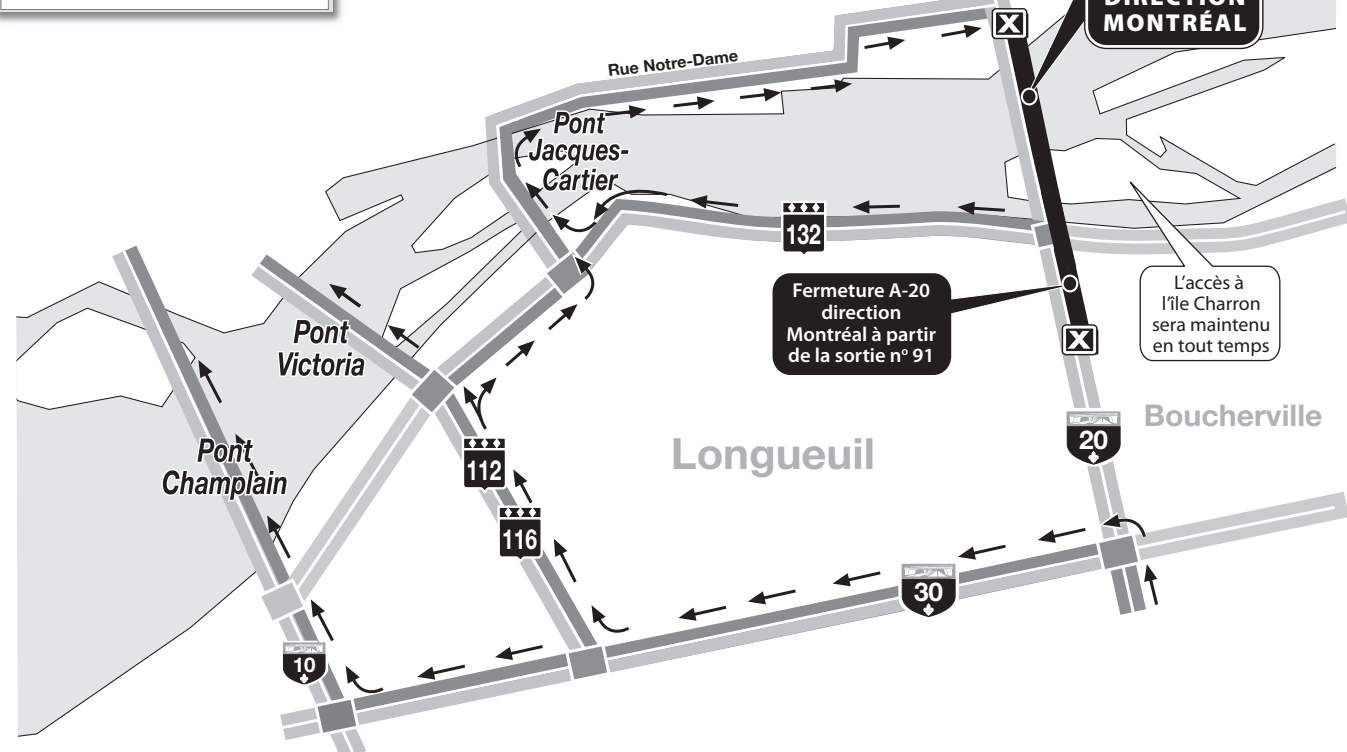 DIRECTION
MONTRÉAL
Rue Notre-Dame
X
Pont
Jacques-
Cartier
132
L'accès à
l'île Charron
sera maintenu
en tout temps
Fermeture A-20
direction
Montréal à partir
de la sortie nº 91
X
Pont
Victoria
Boucherville
20
Longueuil
Pont
Champlain
112
116
30
10